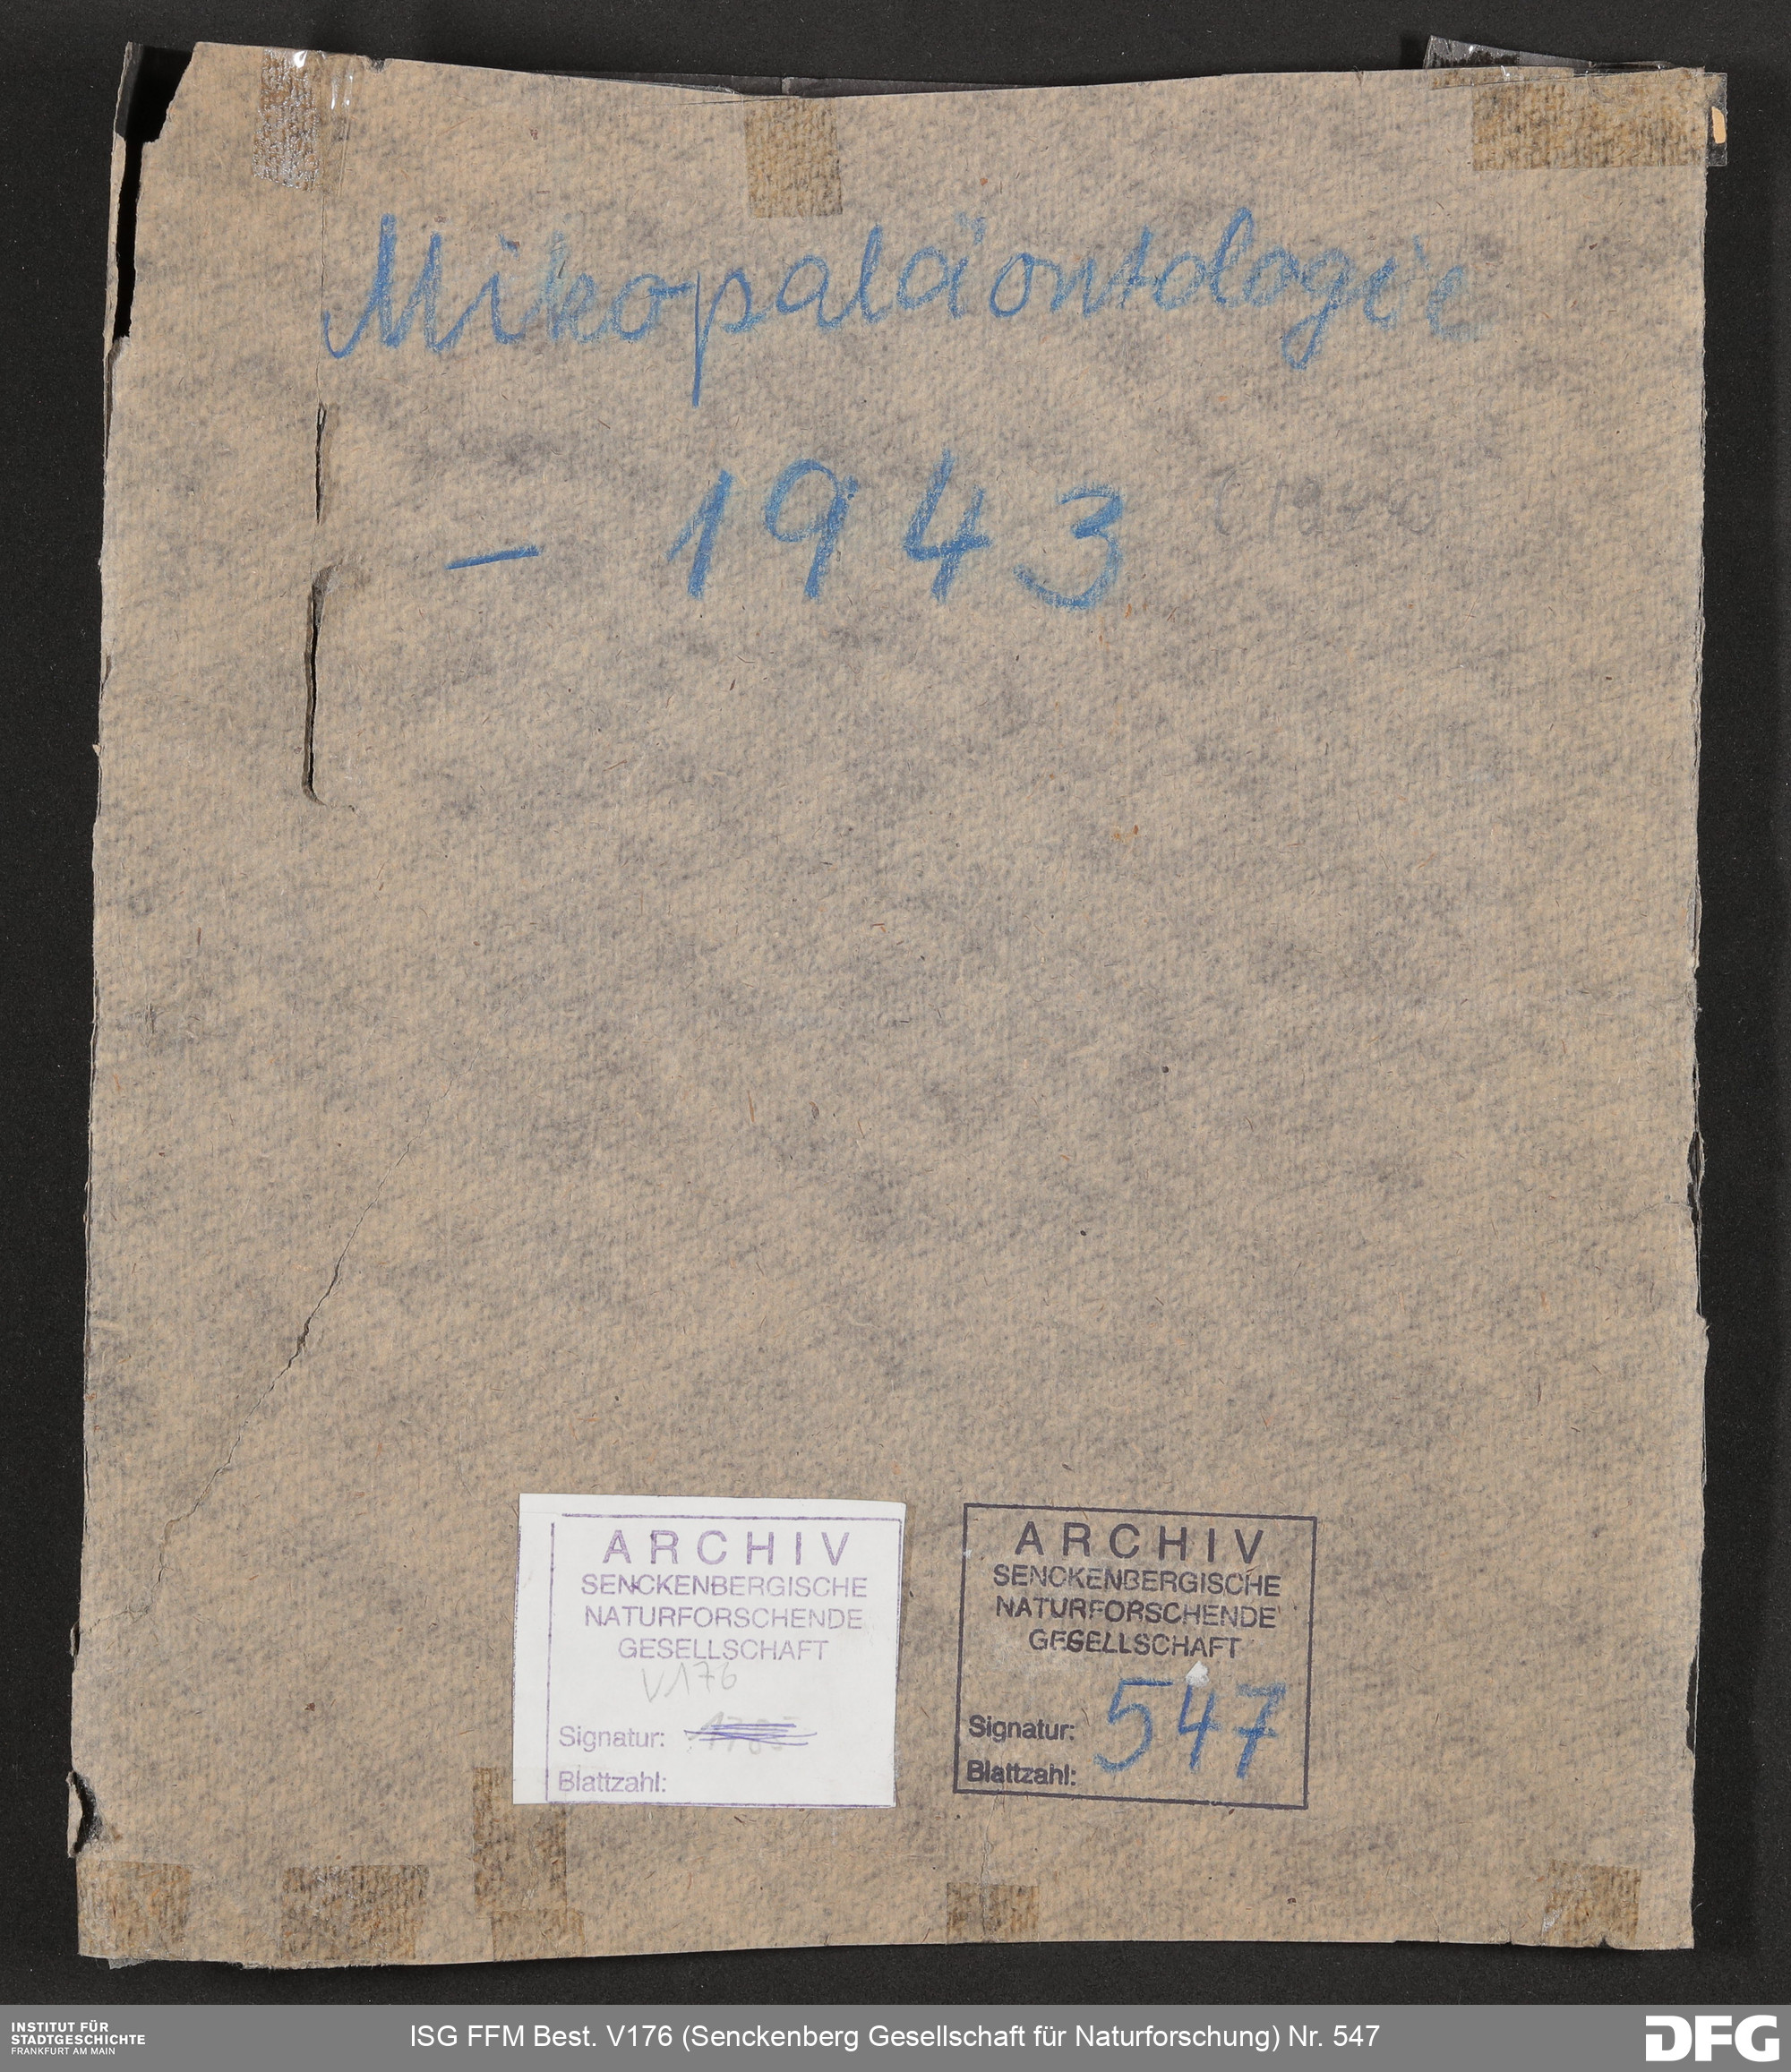 Mikopaläontologie
- 1943
ARCHIV
SENCKENBERGISCHE
NATURFORSCHENDE
GESELLSCHAFT
V176
Signatur:
Blattzahl:
ARCHIV
SENCKENBERGISCHE
NATURFORSCHENDE
GESELLSCHAFT
Signatur: 547
Blattzahl:
INSTITUT FÜR
STADTGESCHICHTE
FRANKFURT AM MAIN
ISG FFM Best. V176 (Senckenberg Gesellschaft für Naturforschung) Nr. 547
DFG